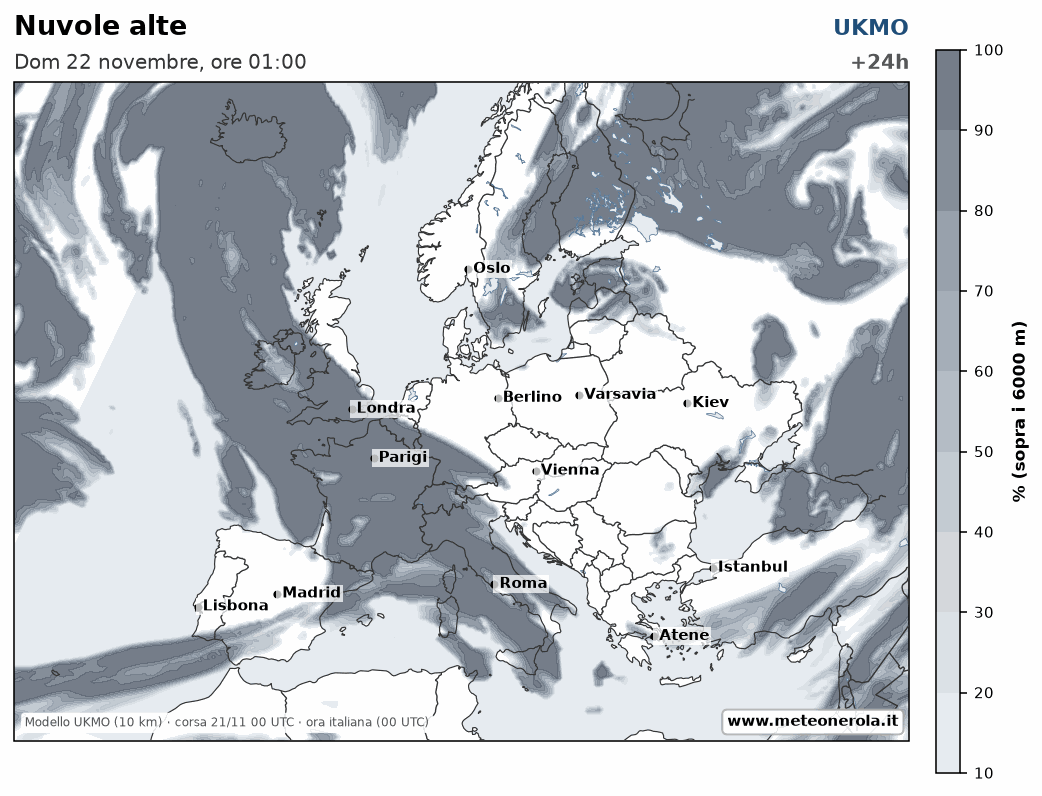 Nuvole alte
UKMO
Dom 22 novembre, ore 01:00
+24h
100
90
80
70
60
50
40
30
20
10
% (sopra i 6000 m)
Oslo
Berlino
Varsavia
Kiev
Londra
Parigi
Vienna
Istanbul
Roma
Madrid
Lisbona
Atene
Modello UKMO (10 km) · corsa 21/11 00 UTC · ora italiana (00 UTC)
www.meteonerola.it